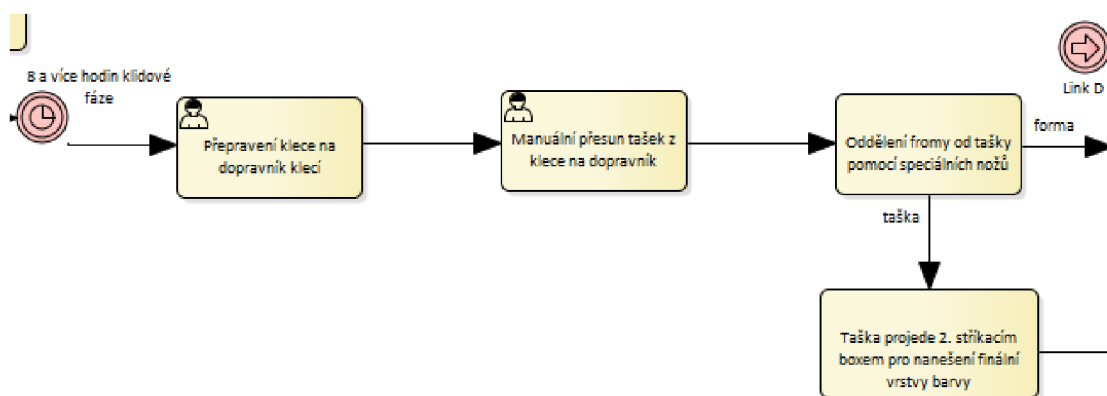 8 a více hodin klidové
fáze
Přepravení klece na
dopravník klecí
Manuální přesun tašek z
klece na dopravník
Oddělení fromy od tašky
pomocí speciálních nožů
forma
Link D
taška
Taška projede 2. stříkacím
boxem pro nanešení finální
vrstvy barvy